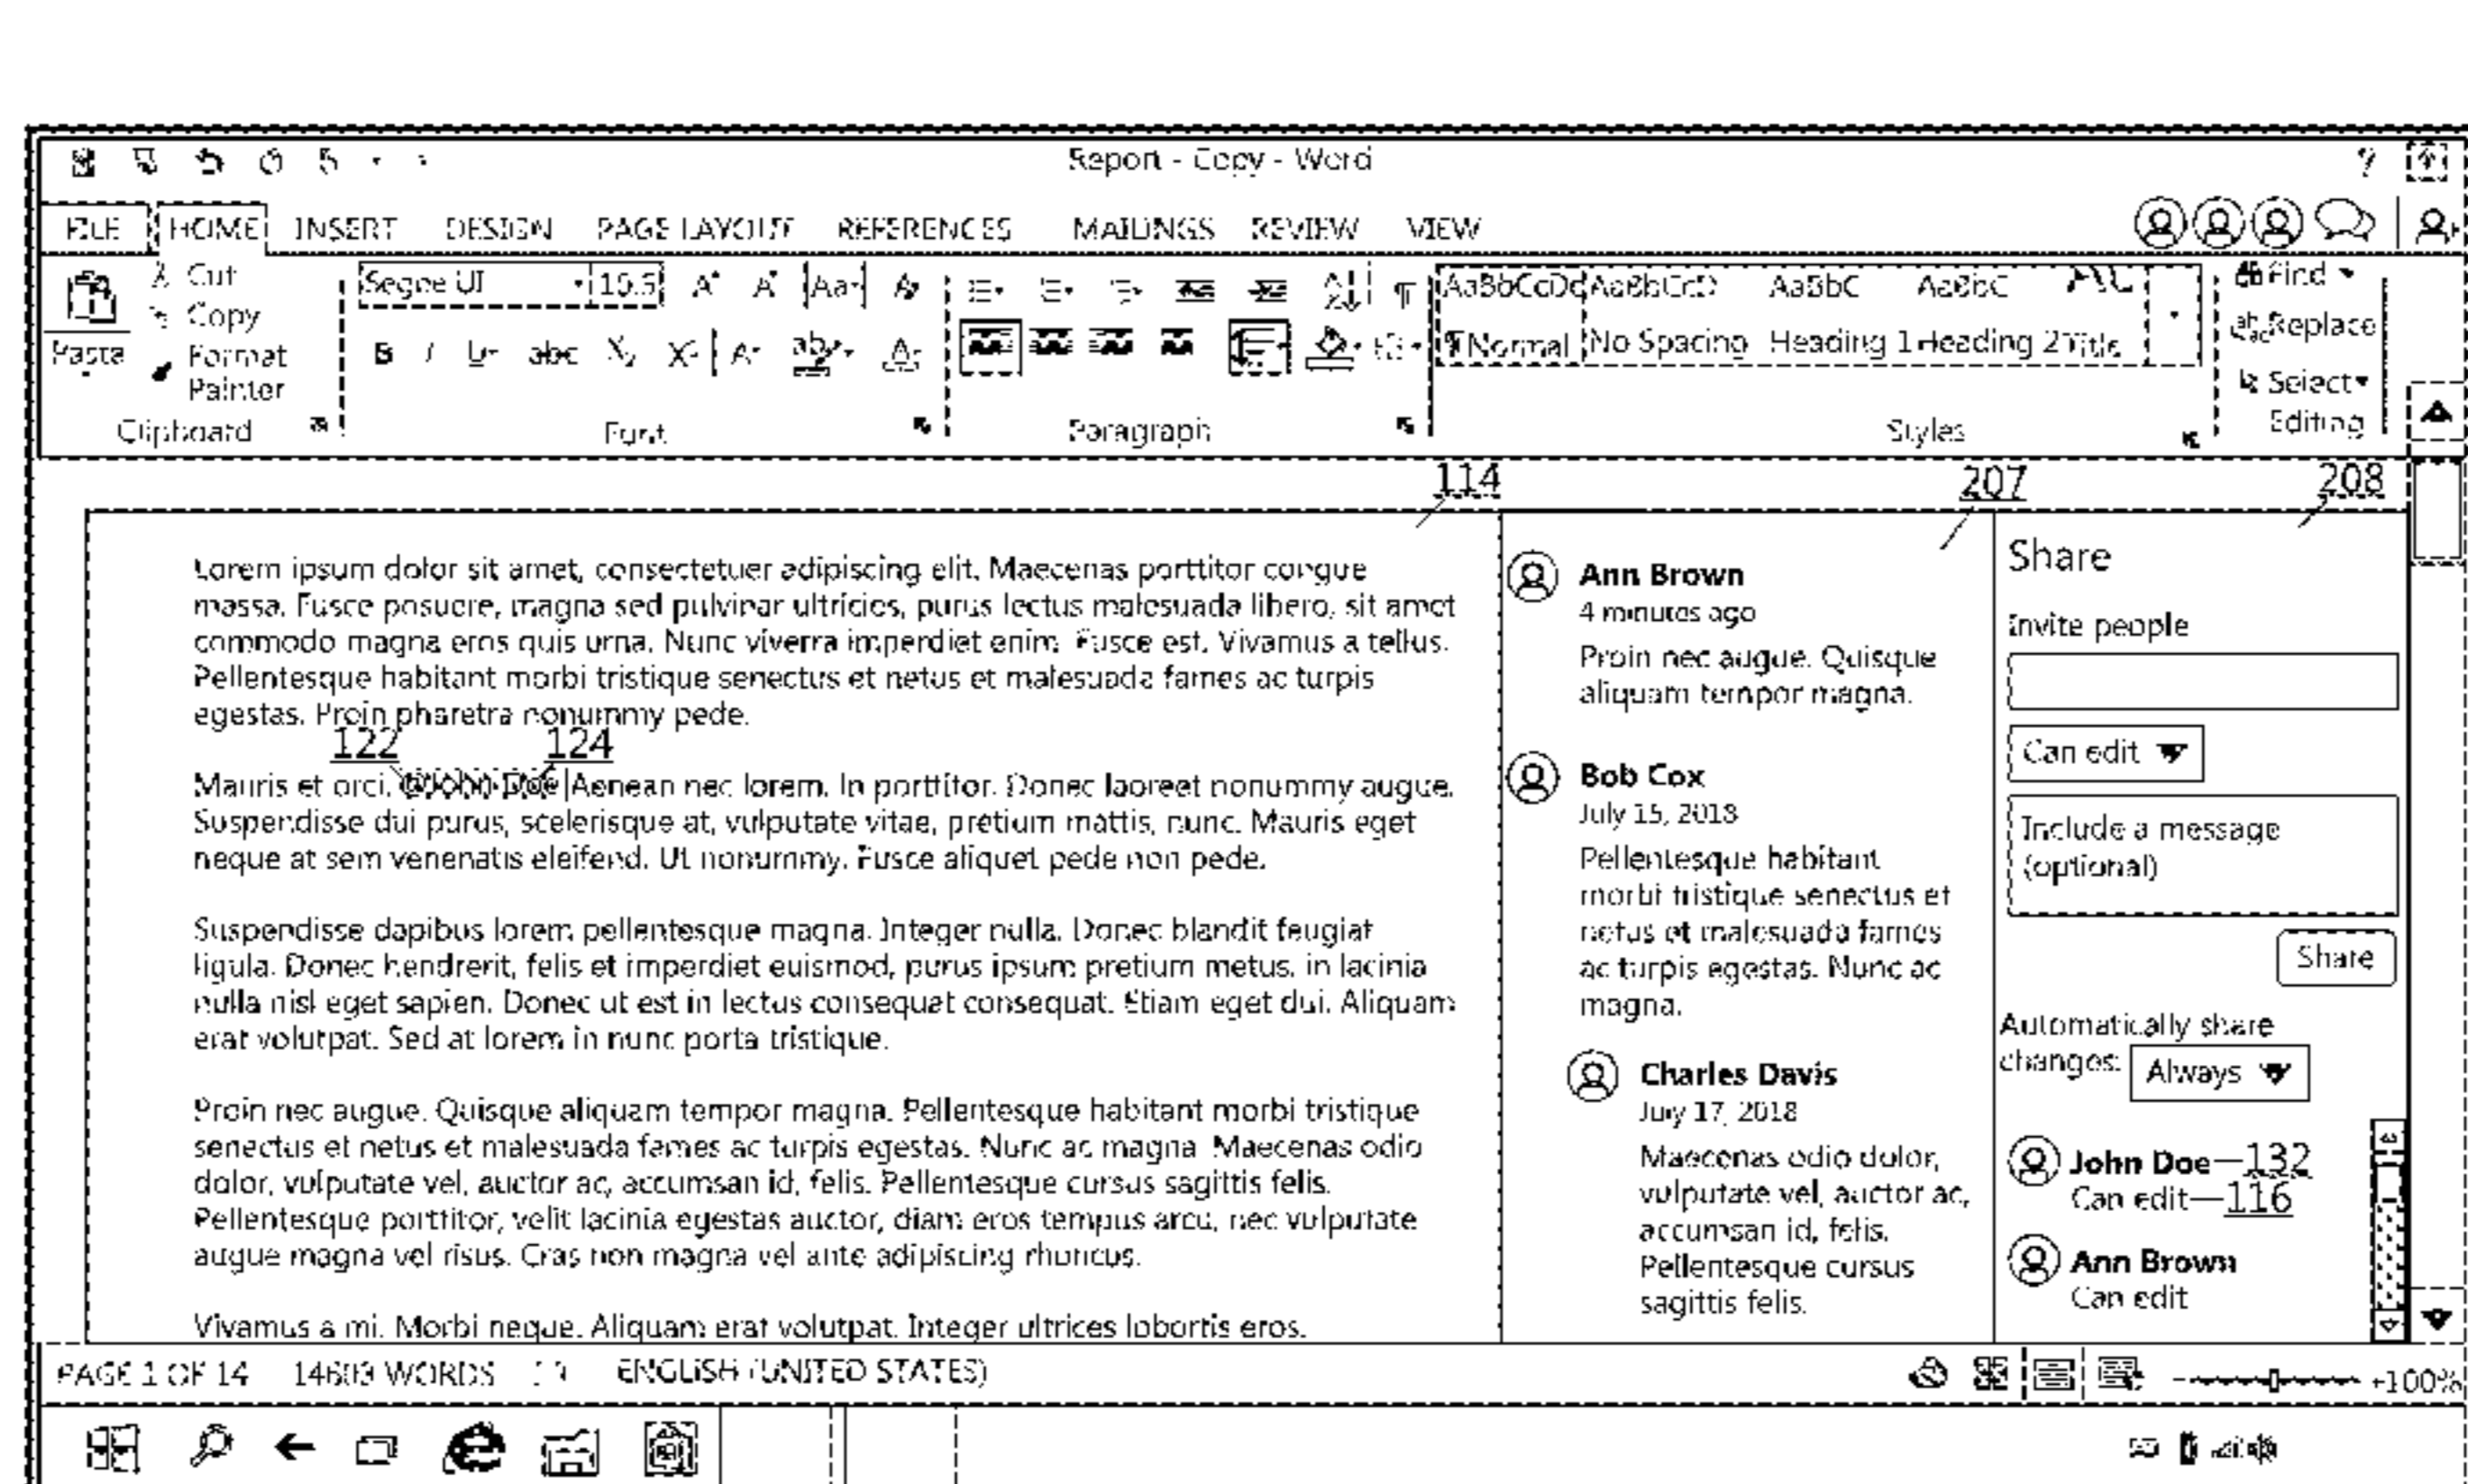 Report - Copy - Word
?
FILE HOME INSERT DESIGN PAGE LAYOUT REFERENCES MAILINGS REVIEW VIEW
Cut
Copy
Format
Painter
Paste
Clipboard
Segoe UI 10.5
Aa
B I U abc X₂ X² A ab A
Font
Paragraph
AaBbCcDd AaBbCcD AaBbC AaBbC
¶ Normal No Spacing Heading 1 Heading 2 Title
Styles
Find
Replace
Select
Editing
114
207
208
Lorem ipsum dolor sit amet, consectetuer adipiscing elit. Maecenas porttitor congue
massa. Fusce posuere, magna sed pulvinar ultricies, purus lectus malesuada libero, sit amet
commodo magna eros quis urna. Nunc viverra imperdiet enim. Fusce est. Vivamus a tellus.
Pellentesque habitant morbi tristique senectus et netus et malesuada fames ac turpis
egestas. Proin pharetra nonummy pede.
122 124
Mauris et orci. @John Doe Aenean nec lorem. In porttitor. Donec laoreet nonummy augue.
Suspendisse dui purus, scelerisque at, vulputate vitae, pretium mattis, nunc. Mauris eget
neque at sem venenatis eleifend. Ut nonummy. Fusce aliquet pede non pede.
Suspendisse dapibus lorem pellentesque magna. Integer nulla. Donec blandit feugiat
ligula. Donec hendrerit, felis et imperdiet euismod, purus ipsum pretium metus, in lacinia
nulla nisl eget sapien. Donec ut est in lectus consequat consequat. Etiam eget dui. Aliquam
erat volutpat. Sed at lorem in nunc porta tristique.
Proin nec augue. Quisque aliquam tempor magna. Pellentesque habitant morbi tristique
senectus et netus et malesuada fames ac turpis egestas. Nunc ac magna. Maecenas odio
dolor, vulputate vel, auctor ac, accumsan id, felis. Pellentesque cursus sagittis felis.
Pellentesque porttitor, velit lacinia egestas auctor, diam eros tempus arcu, nec vulputate
augue magna vel risus. Cras non magna vel ante adipiscing rhoncus.
Vivamus a mi. Morbi neque. Aliquam erat volutpat. Integer ultrices lobortis eros.
Ann Brown
4 minutes ago
Proin nec augue. Quisque
aliquam tempor magna.
Bob Cox
July 15, 2018
Pellentesque habitant
morbi tristique senectus et
netus et malesuada fames
ac turpis egestas. Nunc ac
magna.
Charles Davis
July 17, 2018
Maecenas odio dolor,
vulputate vel, auctor ac,
accumsan id, felis.
Pellentesque cursus
sagittis felis.
Share
Invite people
Can edit
Include a message
(optional)
Share
Automatically share
changes: Always
John Doe 132
Can edit 116
Ann Brown
Can edit
PAGE 1 OF 14 14603 WORDS ENGLISH (UNITED STATES)
+100%